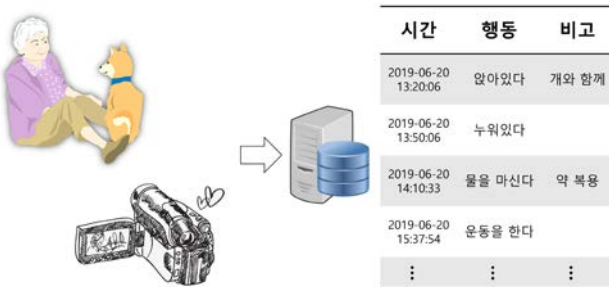 시간 행동 비고
2019-06-20
13:20:06 앉아있다 개와 함께
2019-06-20
13:50:06 누워있다
2019-06-20
14:10:33 물을 마신다 약 복용
2019-06-20
15:37:54 운동을 한다
⋮ ⋮ ⋮